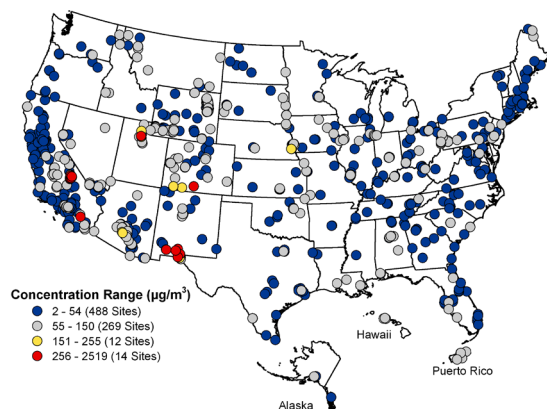 Concentration Range (µg/m³)
2 - 54 (488 Sites)
55 - 150 (269 Sites)
151 - 255 (12 Sites)
256 - 2519 (14 Sites)
Hawaii
Puerto Rico
Alaska